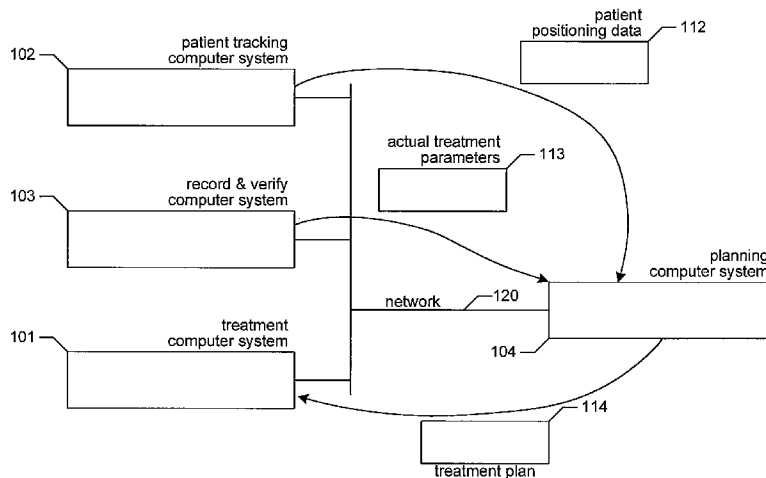 patient
positioning data
112
102
patient tracking
computer system
actual treatment
parameters
113
103
record & verify
computer system
planning
computer system
network
120
101
treatment
computer system
104
114
treatment plan